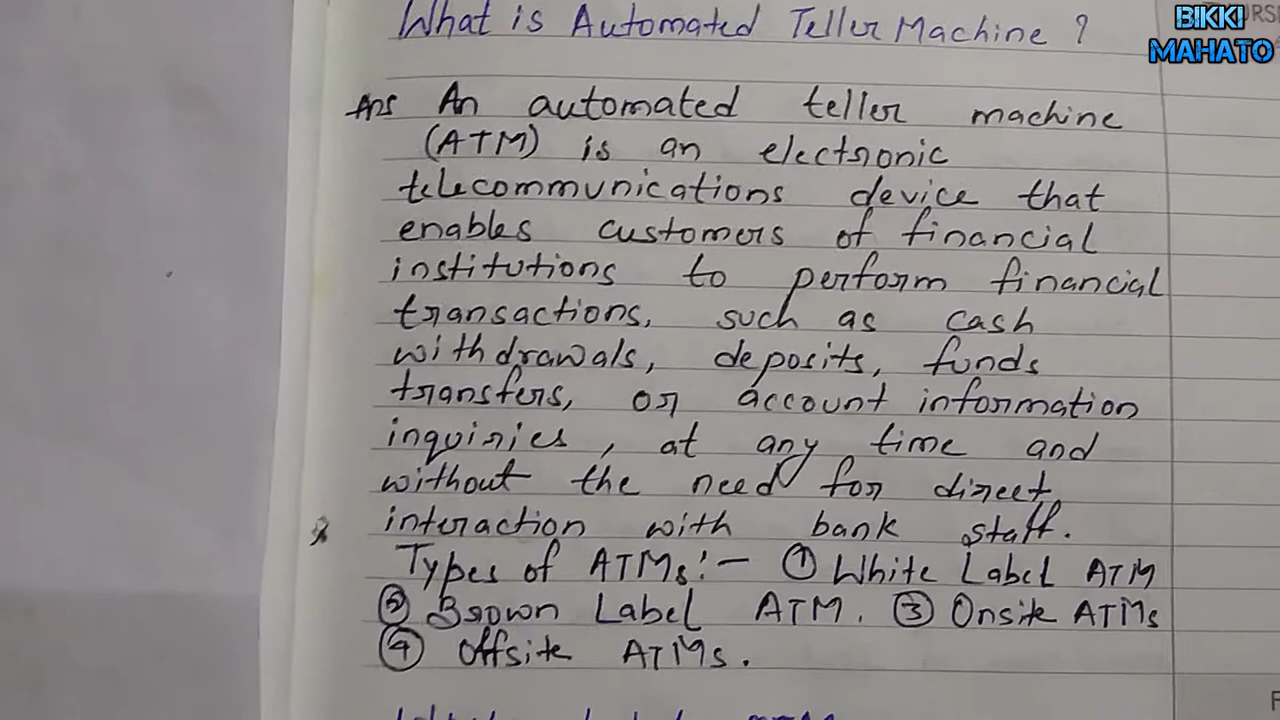 What is Automated Teller Machine ?
BIKKI
MAHATO
Ans An automated teller machine
(ATM) is an electronic
telecommunications device that
enables customers of financial
institutions to perform financial
transactions, such as cash
withdrawals, deposits, funds
transfers, or account information
inquiries, at any time and
without the need for direct
interaction with bank staff.
Types of ATMs:- ① White Label ATM
② Brown Label ATM. ③ Onsite ATMs
④ Offsite ATMs.